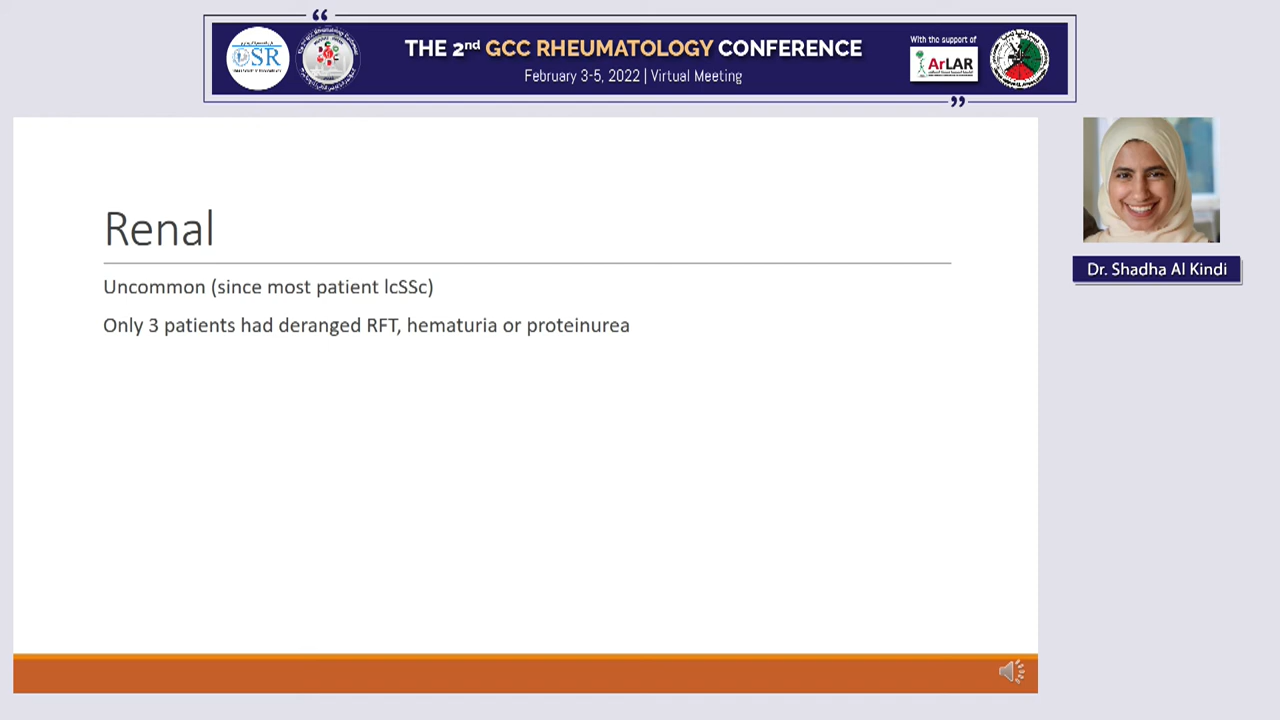 “
THE 2nd GCC RHEUMATOLOGY CONFERENCE
February 3-5, 2022 | Virtual Meeting
With the support of
SR
ArLAR
”
Renal
Uncommon (since most patient lcSSc)
Only 3 patients had deranged RFT, hematuria or proteinurea
Dr. Shadha Al Kindi